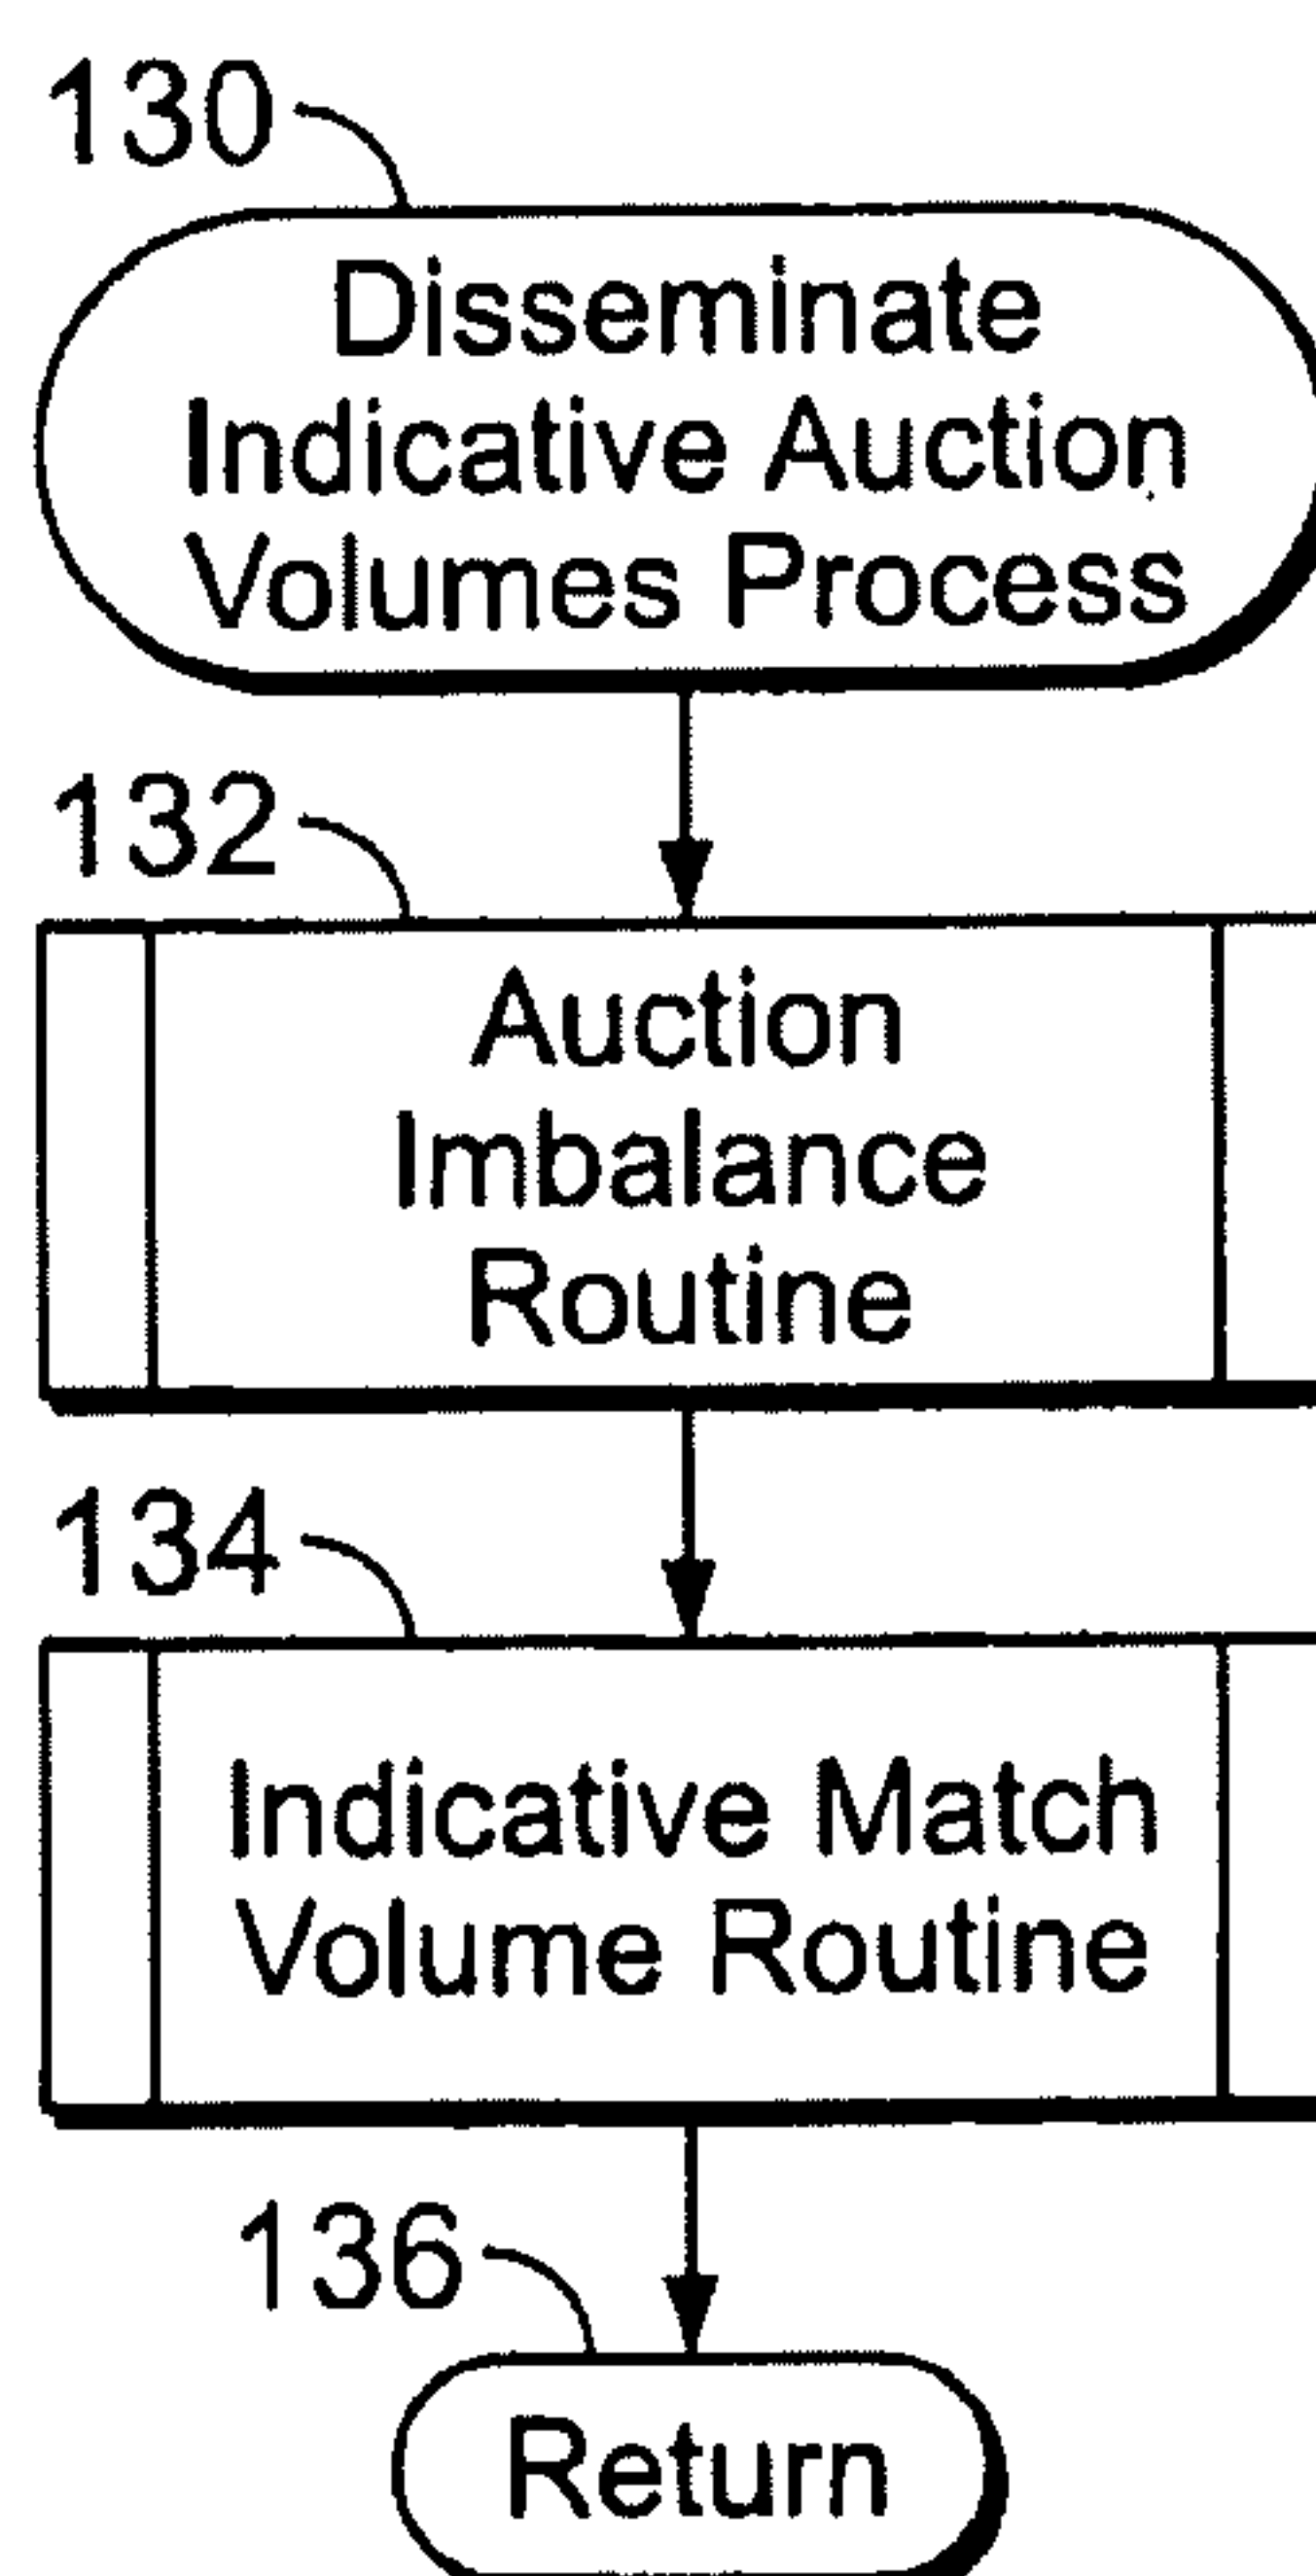 130
Disseminate
Indicative Auction
Volumes Process
132
Auction
Imbalance
Routine
134
Indicative Match
Volume Routine
136
Return